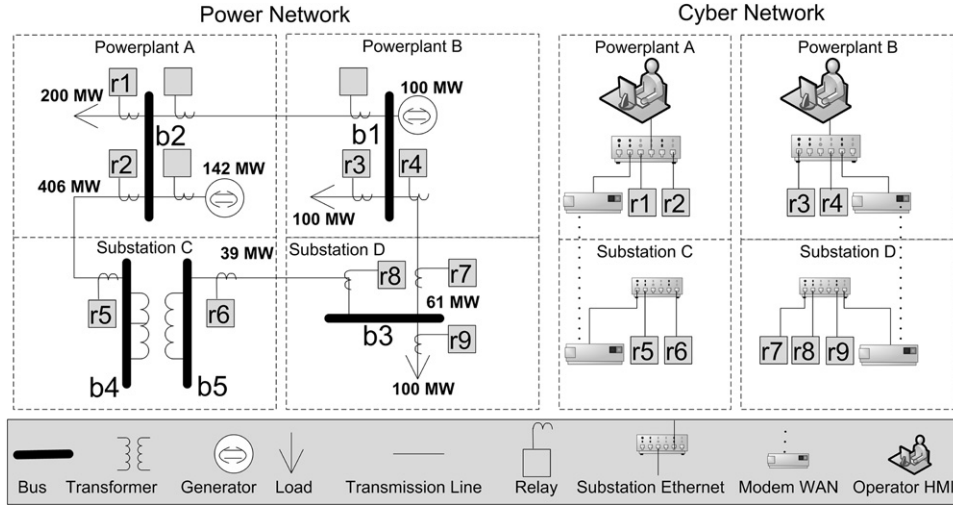 Power Network
Cyber Network
Powerplant A
Powerplant B
r1
200 MW
b2
r2
406 MW
142 MW
100 MW
b1
r3
r4
100 MW
Substation C
39 MW
r5
r6
b4
b5
Substation D
r8
r7
61 MW
b3
r9
100 MW
Powerplant A
Powerplant B
r1 r2
r3 r4
Substation C
Substation D
r5 r6
r7 r8 r9
Bus
Transformer
Generator
Load
Transmission Line
Relay
Substation Ethernet
Modem WAN
Operator HMI